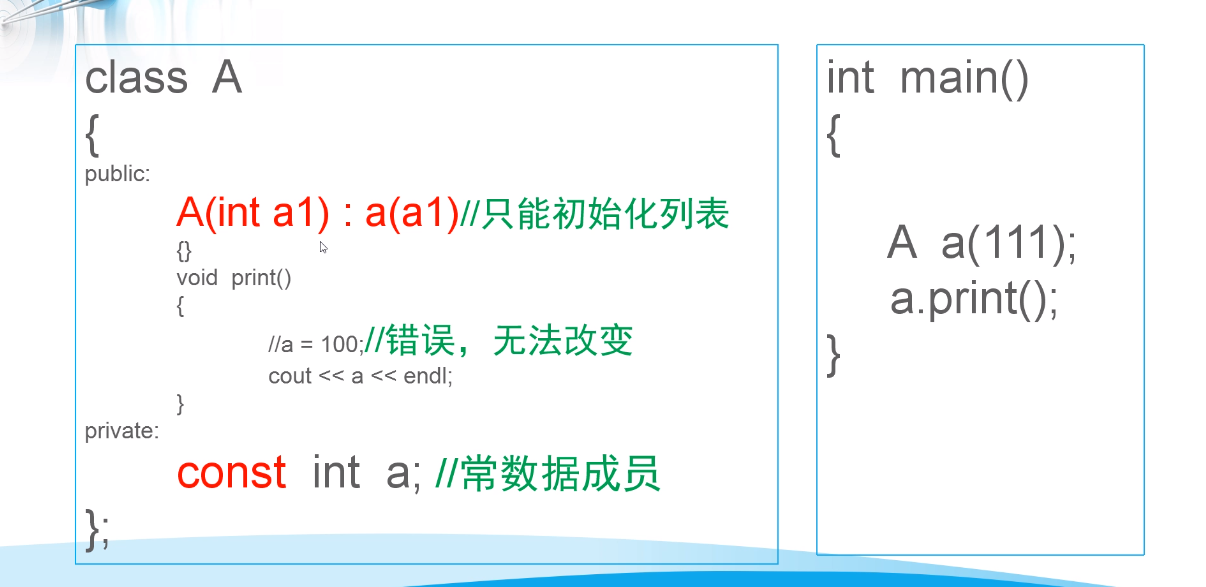 class A
{
public:
A(int a1) : a(a1)//只能初始化列表
{}
void print()
{
//a = 100;//错误，无法改变
cout << a << endl;
}
private:
const int a; //常数据成员
};
int main()
{
A a(111);
a.print();
}